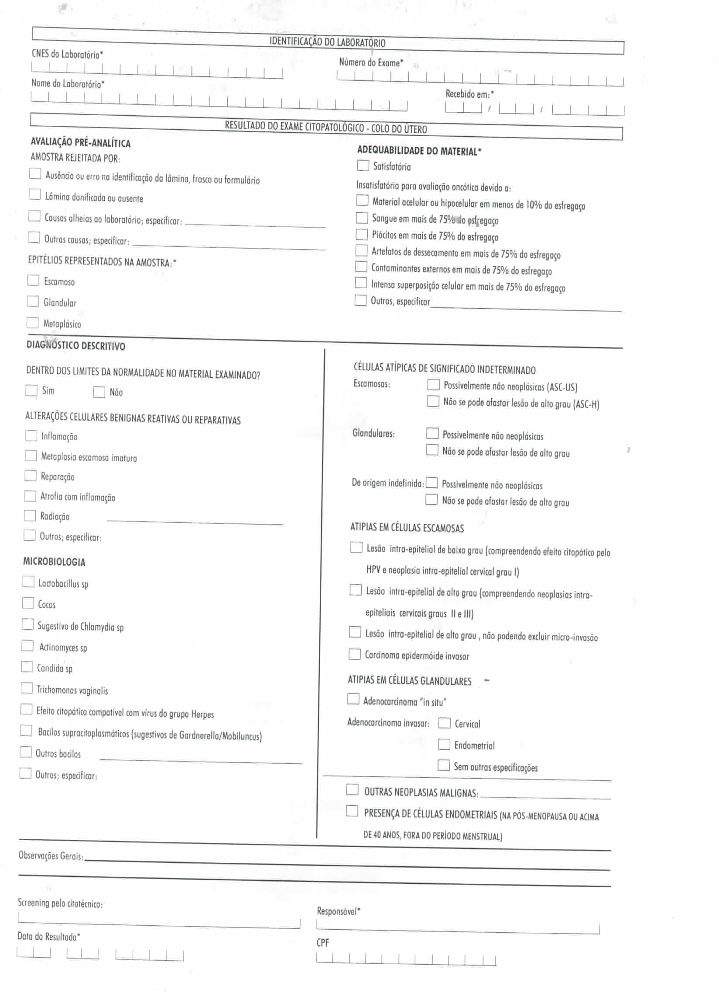 IDENTIFICAÇÃO DO LABORATÓRIO
CNES do Laboratório*
Número do Exame*
Nome do Laboratório*
Recebido em:*
/ /
RESULTADO DO EXAME CITOPATOLÓGICO - COLO DO ÚTERO
AVALIAÇÃO PRÉ-ANALÍTICA
AMOSTRA REJEITADA POR:
Ausência ou erro na identificação da lâmina, frasco ou formulário
Lâmina danificada ou ausente
Causas alheias ao laboratório; especificar:
Outras causas; especificar:
EPITÉLIOS REPRESENTADOS NA AMOSTRA:*
Escamoso
Glandular
Metaplásico
ADEQUABILIDADE DO MATERIAL*
Satisfatória
Insatisfatória para avaliação oncótica devido a:
Material acelular ou hipocelular em menos de 10% do esfregaço
Sangue em mais de 75% do esfregaço
Piócitos em mais de 75% do esfregaço
Artefatos de dessecamento em mais de 75% do esfregaço
Contaminantes externos em mais de 75% do esfregaço
Intensa superposição celular em mais de 75% do esfregaço
Outros, especificar
DIAGNÓSTICO DESCRITIVO
DENTRO DOS LIMITES DA NORMALIDADE NO MATERIAL EXAMINADO?
Sim Não
ALTERAÇÕES CELULARES BENIGNAS REATIVAS OU REPARATIVAS
Inflamação
Metaplasia escamosa imatura
Reparação
Atrofia com inflamação
Radiação
Outros; especificar:
MICROBIOLOGIA
Lactobacillus sp
Cocos
Sugestivo de Chlamydia sp
Actinomyces sp
Candida sp
Trichomonas vaginalis
Efeito citopático compatível com virus do grupo Herpes
Bacilos supracitoplasmáticos (sugestivos de Gardnerella/Mobiluncus)
Outros bacilos
Outros; especificar:
CÉLULAS ATÍPICAS DE SIGNIFICADO INDETERMINADO
Escamosas: Possivelmente não neoplásicas (ASC-US)
Não se pode afastar lesão de alto grau (ASC-H)
Glandulares: Possivelmente não neoplásicas
Não se pode afastar lesão de alto grau
De origem indefinida: Possivelmente não neoplásicas
Não se pode afastar lesão de alto grau
ATIPIAS EM CÉLULAS ESCAMOSAS
Lesão intra-epitelial de baixo grau (compreendendo efeito citopático pelo
HPV e neoplasia intra-epitelial cervical grau I)
Lesão intra-epitelial de alto grau (compreendendo neoplasias intra-
epiteliais cervicais graus II e III)
Lesão intra-epitelial de alto grau , não podendo excluir micro-invasão
Carcinoma epidermóide invasor
ATIPIAS EM CÉLULAS GLANDULARES
Adenocarcinoma "in situ"
Adenocarcinoma invasor: Cervical
Endometrial
Sem outras especificações
OUTRAS NEOPLASIAS MALIGNAS:
PRESENÇA DE CÉLULAS ENDOMETRIAIS (NA PÓS-MENOPAUSA OU ACIMA
DE 40 ANOS, FORA DO PERÍODO MENSTRUAL)
Observações Gerais:
Screening pelo citotécnico:
Responsável*
Data do Resultado*
CPF